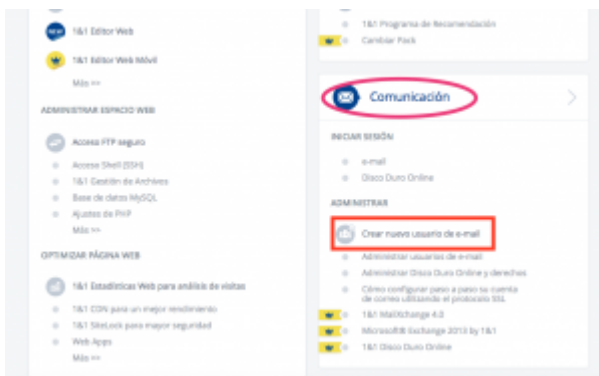 NEW
1&1 Editor Web
1&1 Editor Web Móvil
Más >>
ADMINISTRAR ESPACIO WEB
Acceso FTP seguro
Acceso Shell (SSH)
1&1 Gestión de Archivos
Base de datos MySQL
Ajustes de PHP
Más >>
OPTIMIZAR PÁGINA WEB
1&1 Estadísticas Web para análisis de visitas
1&1 CDN para un mejor rendimiento
1&1 SiteLock para mayor seguridad
Web Apps
Más >>
1&1 Programa de Recomendación
Cambiar Pack
Comunicación
INICIAR SESIÓN
e-mail
Disco Duro Online
ADMINISTRAR
Crear nuevo usuario de e-mail
Administrar usuarios de e-mail
Administrar Disco Duro Online y derechos
Cómo configurar paso a paso su cuenta
de correo utilizando el protocolo SSL
1&1 MailXchange 4.0
Microsoft® Exchange 2013 by 1&1
1&1 Disco Duro Online